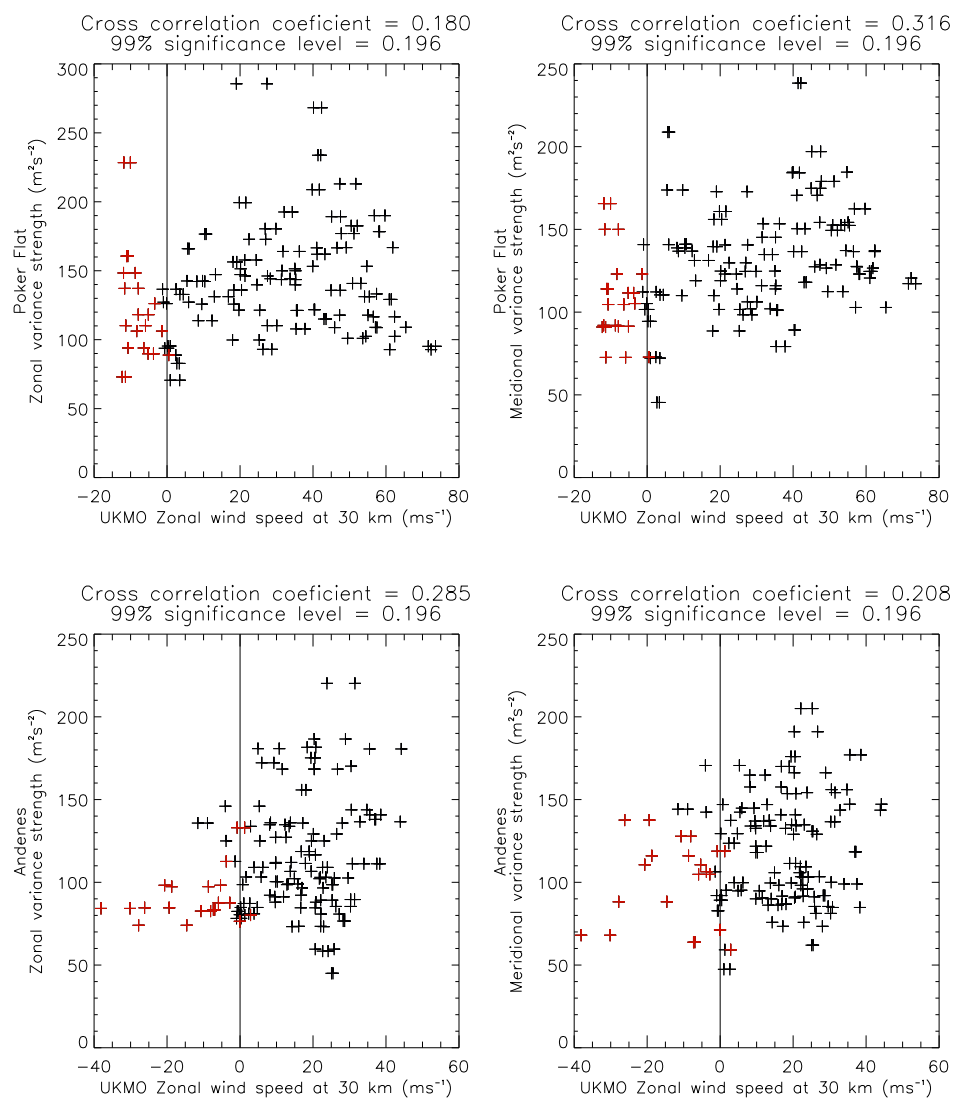 Cross correlation coeficient = 0.180
99% significance level = 0.196
300
250
200
150
100
50
0
Poker Flat
Zonal variance strength (m²s⁻²)
−20 0 20 40 60 80
UKMO Zonal wind speed at 30 km (ms⁻¹)
Cross correlation coeficient = 0.316
99% significance level = 0.196
250
200
150
100
50
0
Poker Flat
Meidional variance strength (m²s⁻²)
−20 0 20 40 60 80
UKMO Zonal wind speed at 30 km (ms⁻¹)
Cross correlation coeficient = 0.285
99% significance level = 0.196
250
200
150
100
50
0
Andenes
Zonal variance strength (m²s⁻²)
−40 −20 0 20 40 60
UKMO Zonal wind speed at 30 km (ms⁻¹)
Cross correlation coeficient = 0.208
99% significance level = 0.196
250
200
150
100
50
0
Andenes
Meridional variance strength (m²s⁻²)
−40 −20 0 20 40 60
UKMO Zonal wind speed at 30 km (ms⁻¹)